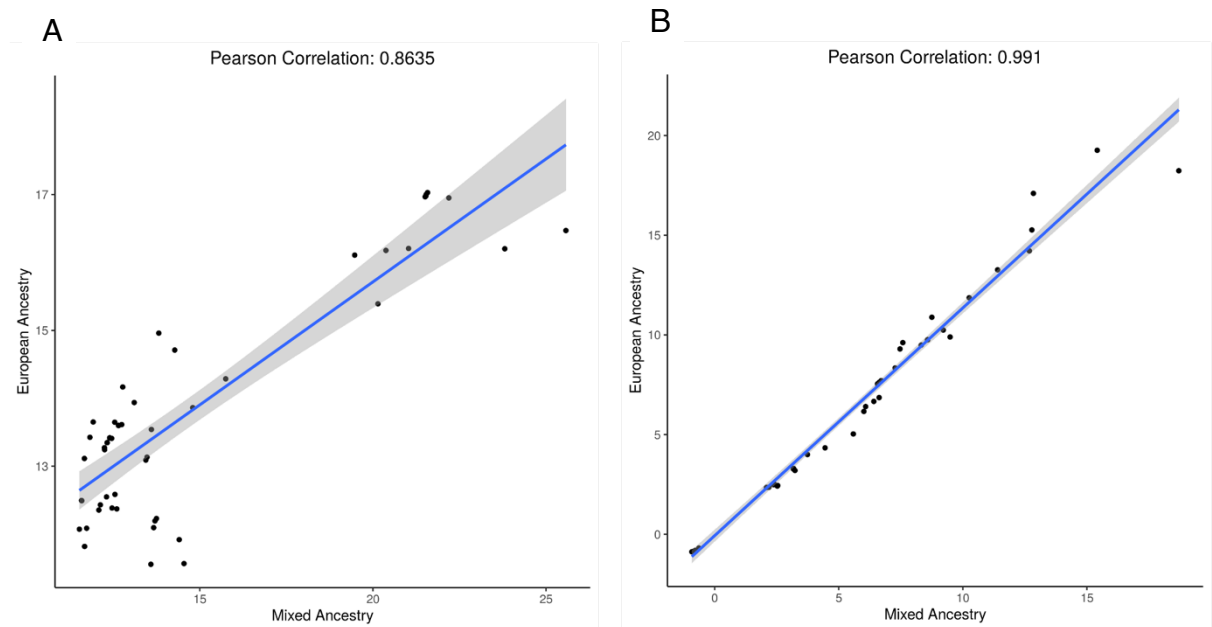 A
Pearson Correlation: 0.8635
European Ancestry
17
15
13
15 20 25
Mixed Ancestry
B
Pearson Correlation: 0.991
European Ancestry
20
15
10
5
0
0 5 10 15
Mixed Ancestry